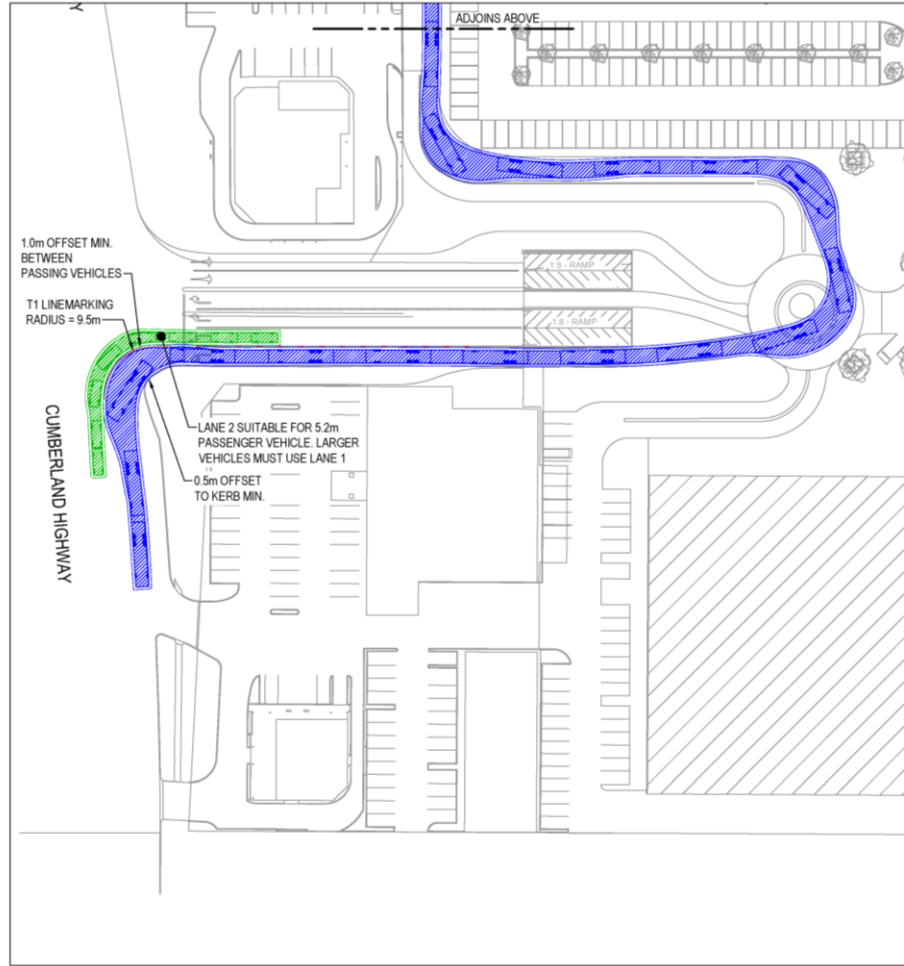 Y
ADJOINS ABOVE
1.0m OFFSET MIN.
BETWEEN
PASSING VEHICLES
T1 LINEMARKING
RADIUS = 9.5m
1:8 - RAMP
1:8 - RAMP
LANE 2 SUITABLE FOR 5.2m
PASSENGER VEHICLE. LARGER
VEHICLES MUST USE LANE 1
0.5m OFFSET
TO KERB MIN.
CUMBERLAND HIGHWAY